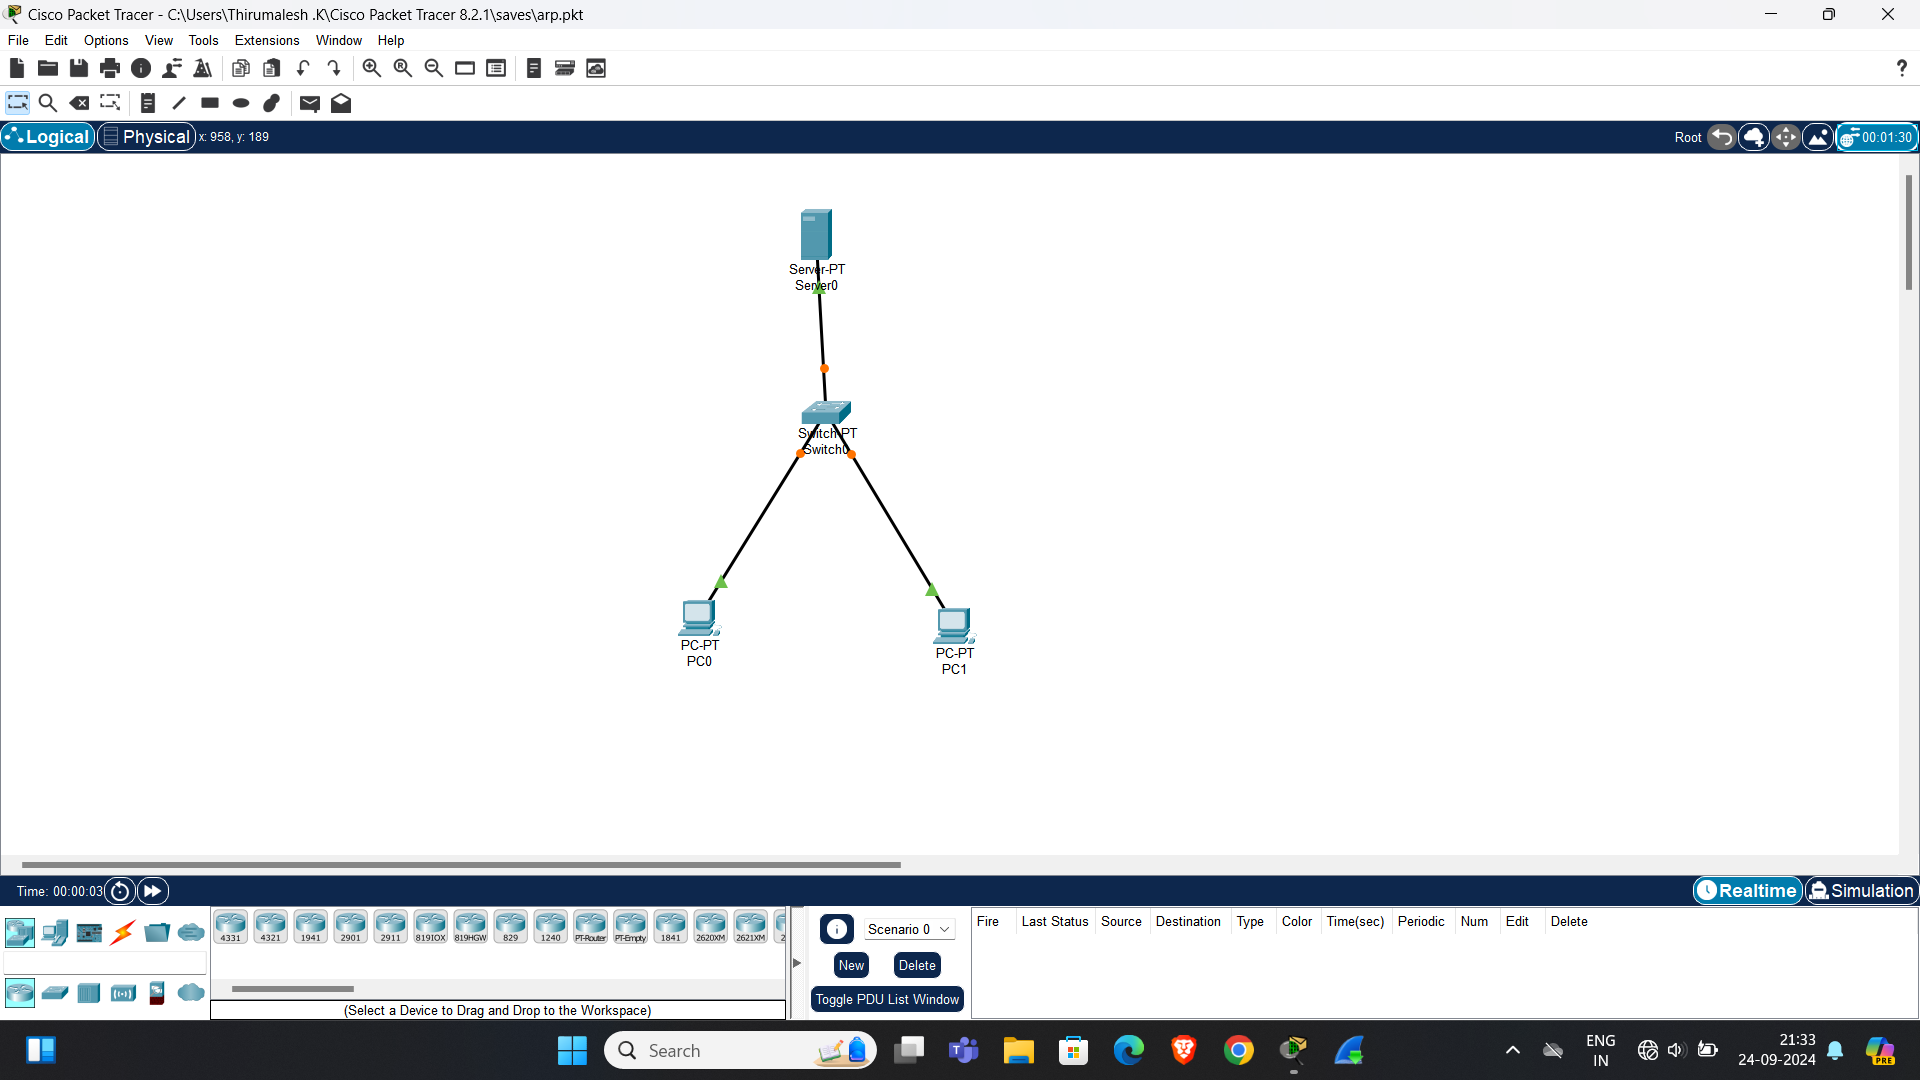 Cisco Packet Tracer - C:\Users\Thirumalesh .K\Cisco Packet Tracer 8.2.1\saves\arp.pkt
File Edit Options View Tools Extensions Window Help
?
Logical Physical x: 958, y: 189 Root 00:01:30
Server-PT
Server0
Switch-PT
Switch0
PC-PT
PC0
PC-PT
PC1
Time: 00:00:03 Realtime Simulation
4331 4321 1941 2901 2911 819IOX 819HGW 829 1240 PT-Router PT-Empty 1841 2620XM 2621XM 2
(Select a Device to Drag and Drop to the Workspace)
Scenario 0
New Delete
Toggle PDU List Window
Fire Last Status Source Destination Type Color Time(sec) Periodic Num Edit Delete
Search
ENG
IN
21:33
24-09-2024
PRE